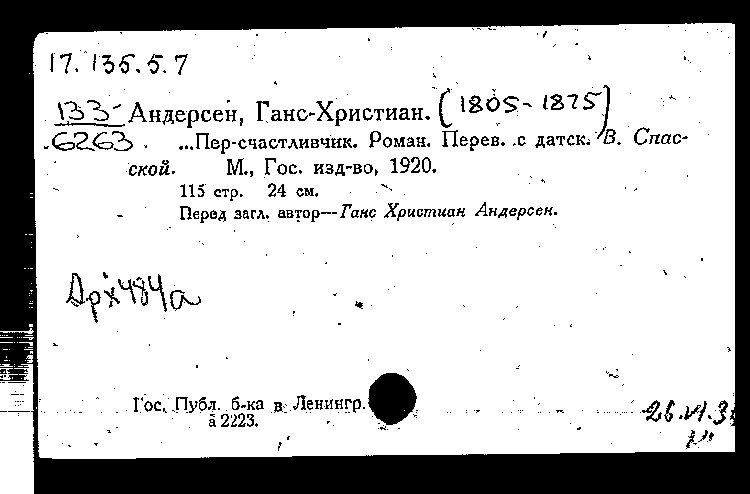 17.135.5.7
133 Андерсен, Ганс-Христиан. (1805-1875)
6263 ...Пер-счастливчик. Роман. Перев. с датск. В. Спас-
ской. М., Гос. изд-во, 1920.
115 стр. 24 см.
Перед загл. автор—Ганс Христиан Андерсен.
Арх484а
Гос. Публ. б-ка в Ленингр.
а 2223.
26.VI.3